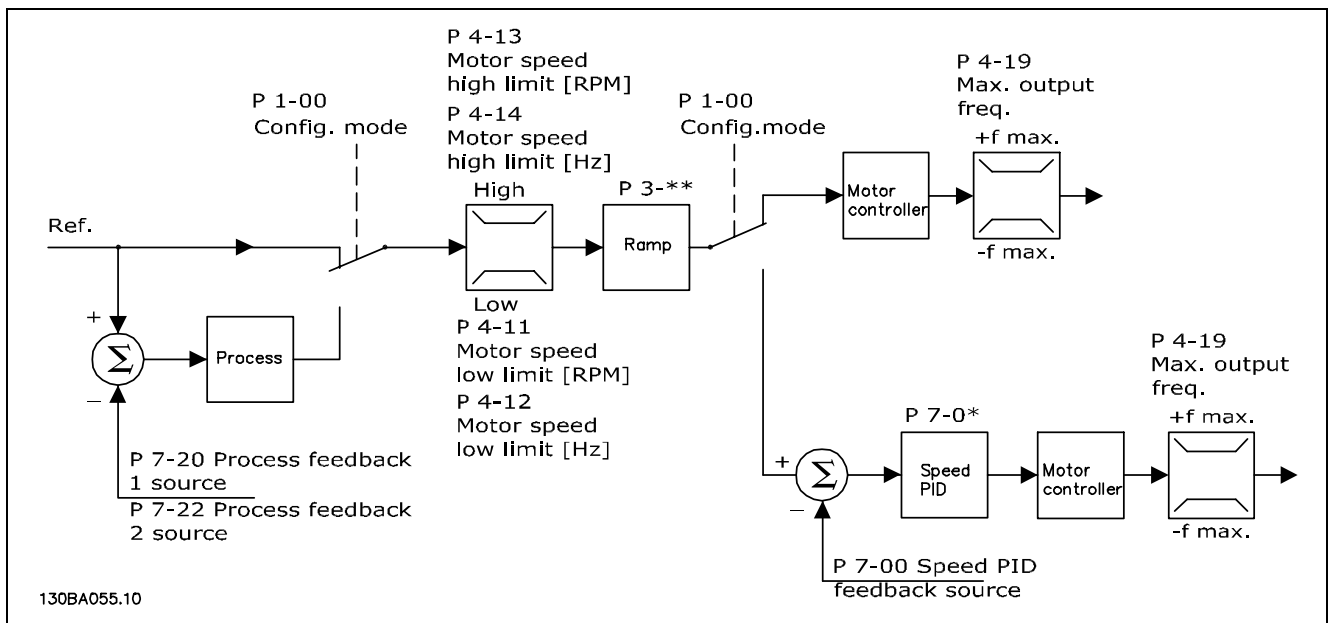 P 4-13
Motor speed
high limit [RPM]
P 4-14
Motor speed
high limit [Hz]
P 1-00
Config. mode
P 1-00
Config.mode
P 4-19
Max. output
freq.
+f max.
-f max.
High
Low
P 3-**
Ramp
Motor
controller
Ref.
+
Σ
−
Process
P 4-11
Motor speed
low limit [RPM]
P 4-12
Motor speed
low limit [Hz]
P 7-20 Process feedback
1 source
P 7-22 Process feedback
2 source
+
Σ
−
P 7-0*
Speed
PID
Motor
controller
P 4-19
Max. output
freq.
+f max.
-f max.
P 7-00 Speed PID
feedback source
130BA055.10